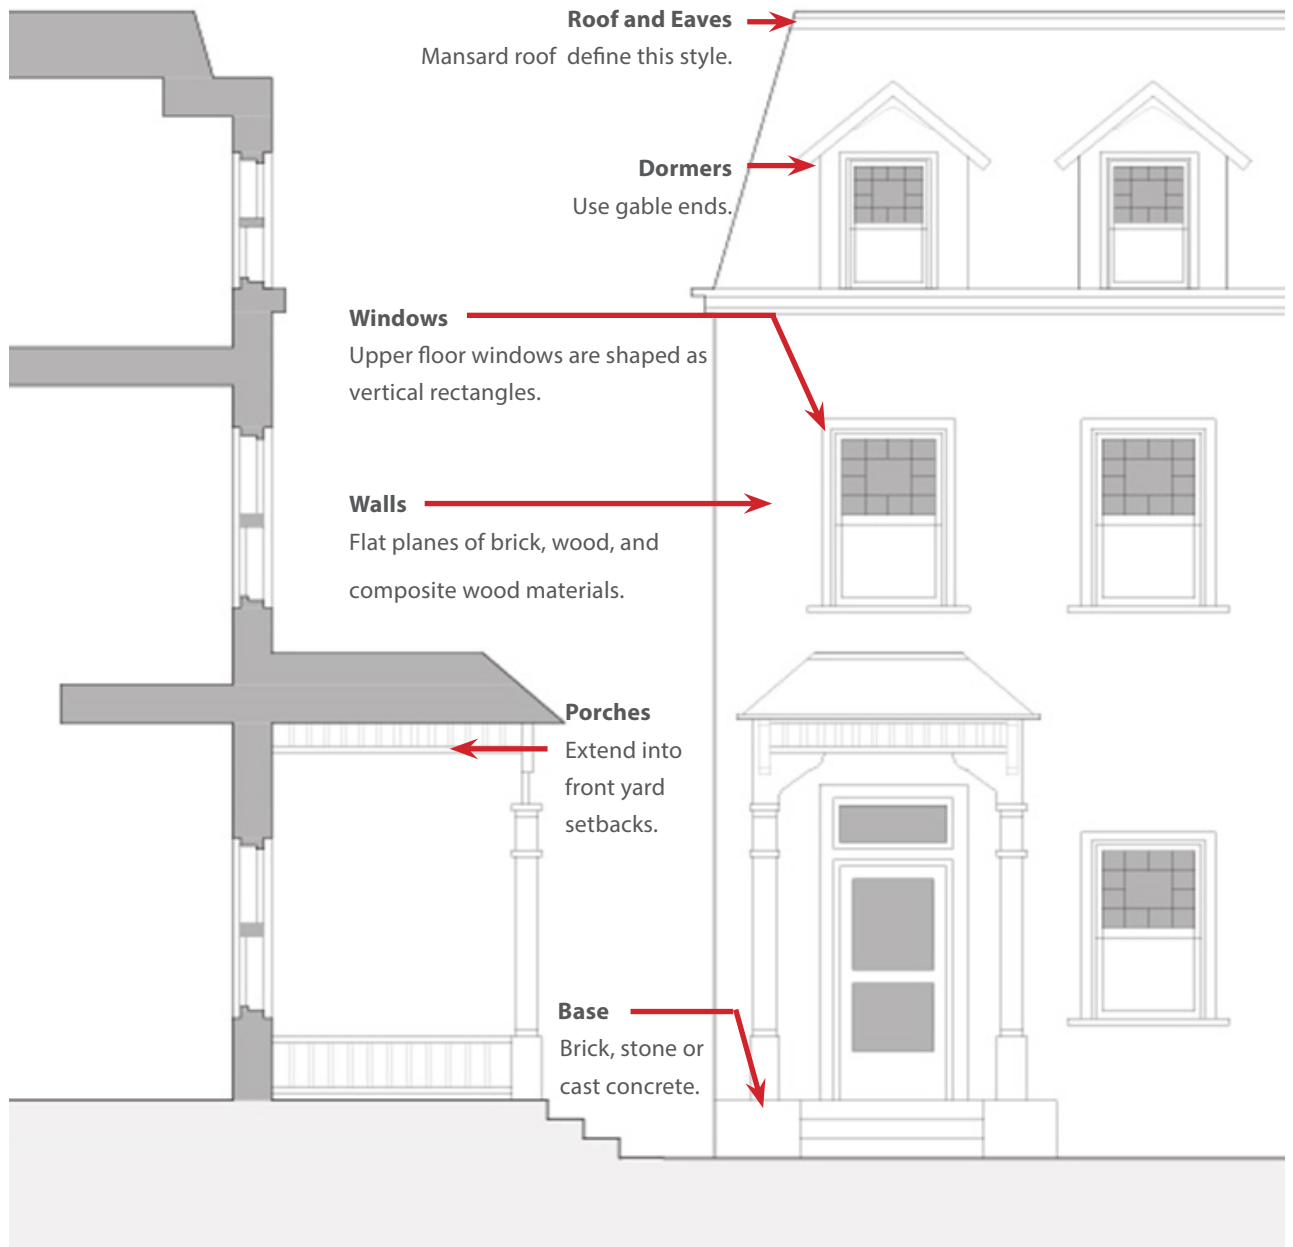 Roof and Eaves
Mansard roof  define this style.
Dormers
Use gable ends.
Windows
Upper floor windows are shaped as
vertical rectangles.
Walls
Flat planes of brick, wood, and
composite wood materials.
Porches
Extend into
front yard
setbacks.
Base
Brick, stone or
cast concrete.